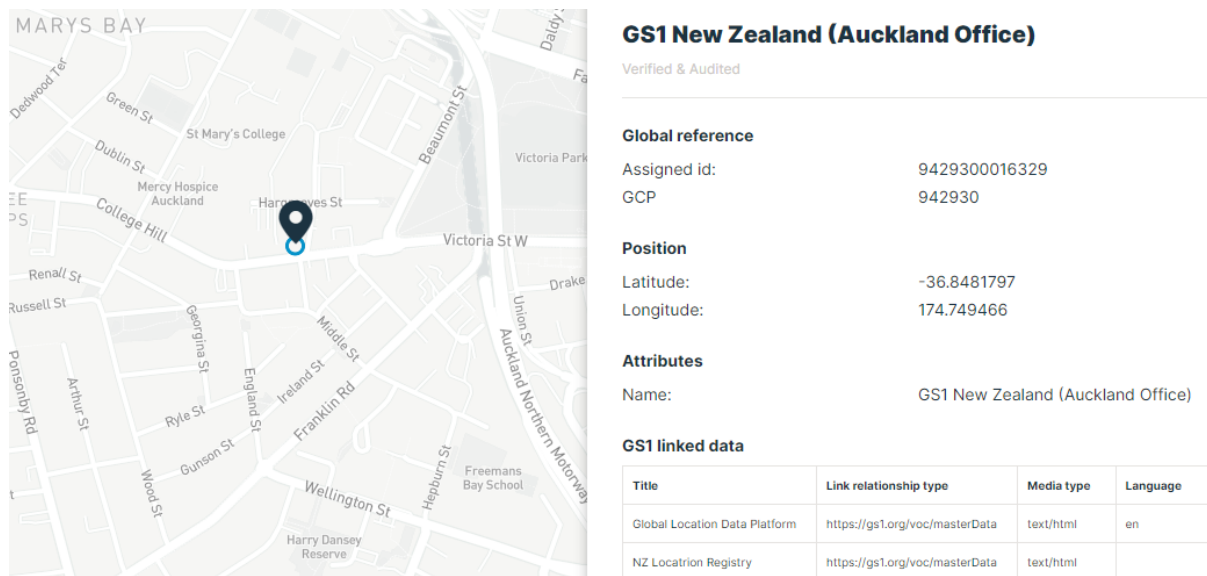 MARYS BAY
Dedwood Ter
Green St
Dublin St
St Mary's College
Mercy Hospice
Auckland
College Hill
Hargreaves St
Beaumont St
Daldy
Fa
Victoria Park
Victoria St W
EE
PS
Renall St
Russell St
Drake
Georgina St
Middle St
Union St
Auckland Northern Motorway
Ponsonby Rd
Arthur St
England St
Ireland St
Franklin Rd
Ryle St
Gunson St
Wood St
Wellington St
Hepburn St
Freemans
Bay School
Harry Dansey
Reserve
t
GS1 New Zealand (Auckland Office)
Verified & Audited
Global reference
Assigned id: 9429300016329
GCP 942930
Position
Latitude: -36.8481797
Longitude: 174.749466
Attributes
Name: GS1 New Zealand (Auckland Office)
GS1 linked data
Title Link relationship type Media type Language
Global Location Data Platform https://gs1.org/voc/masterData text/html en
NZ Locatrion Registry https://gs1.org/voc/masterData text/html